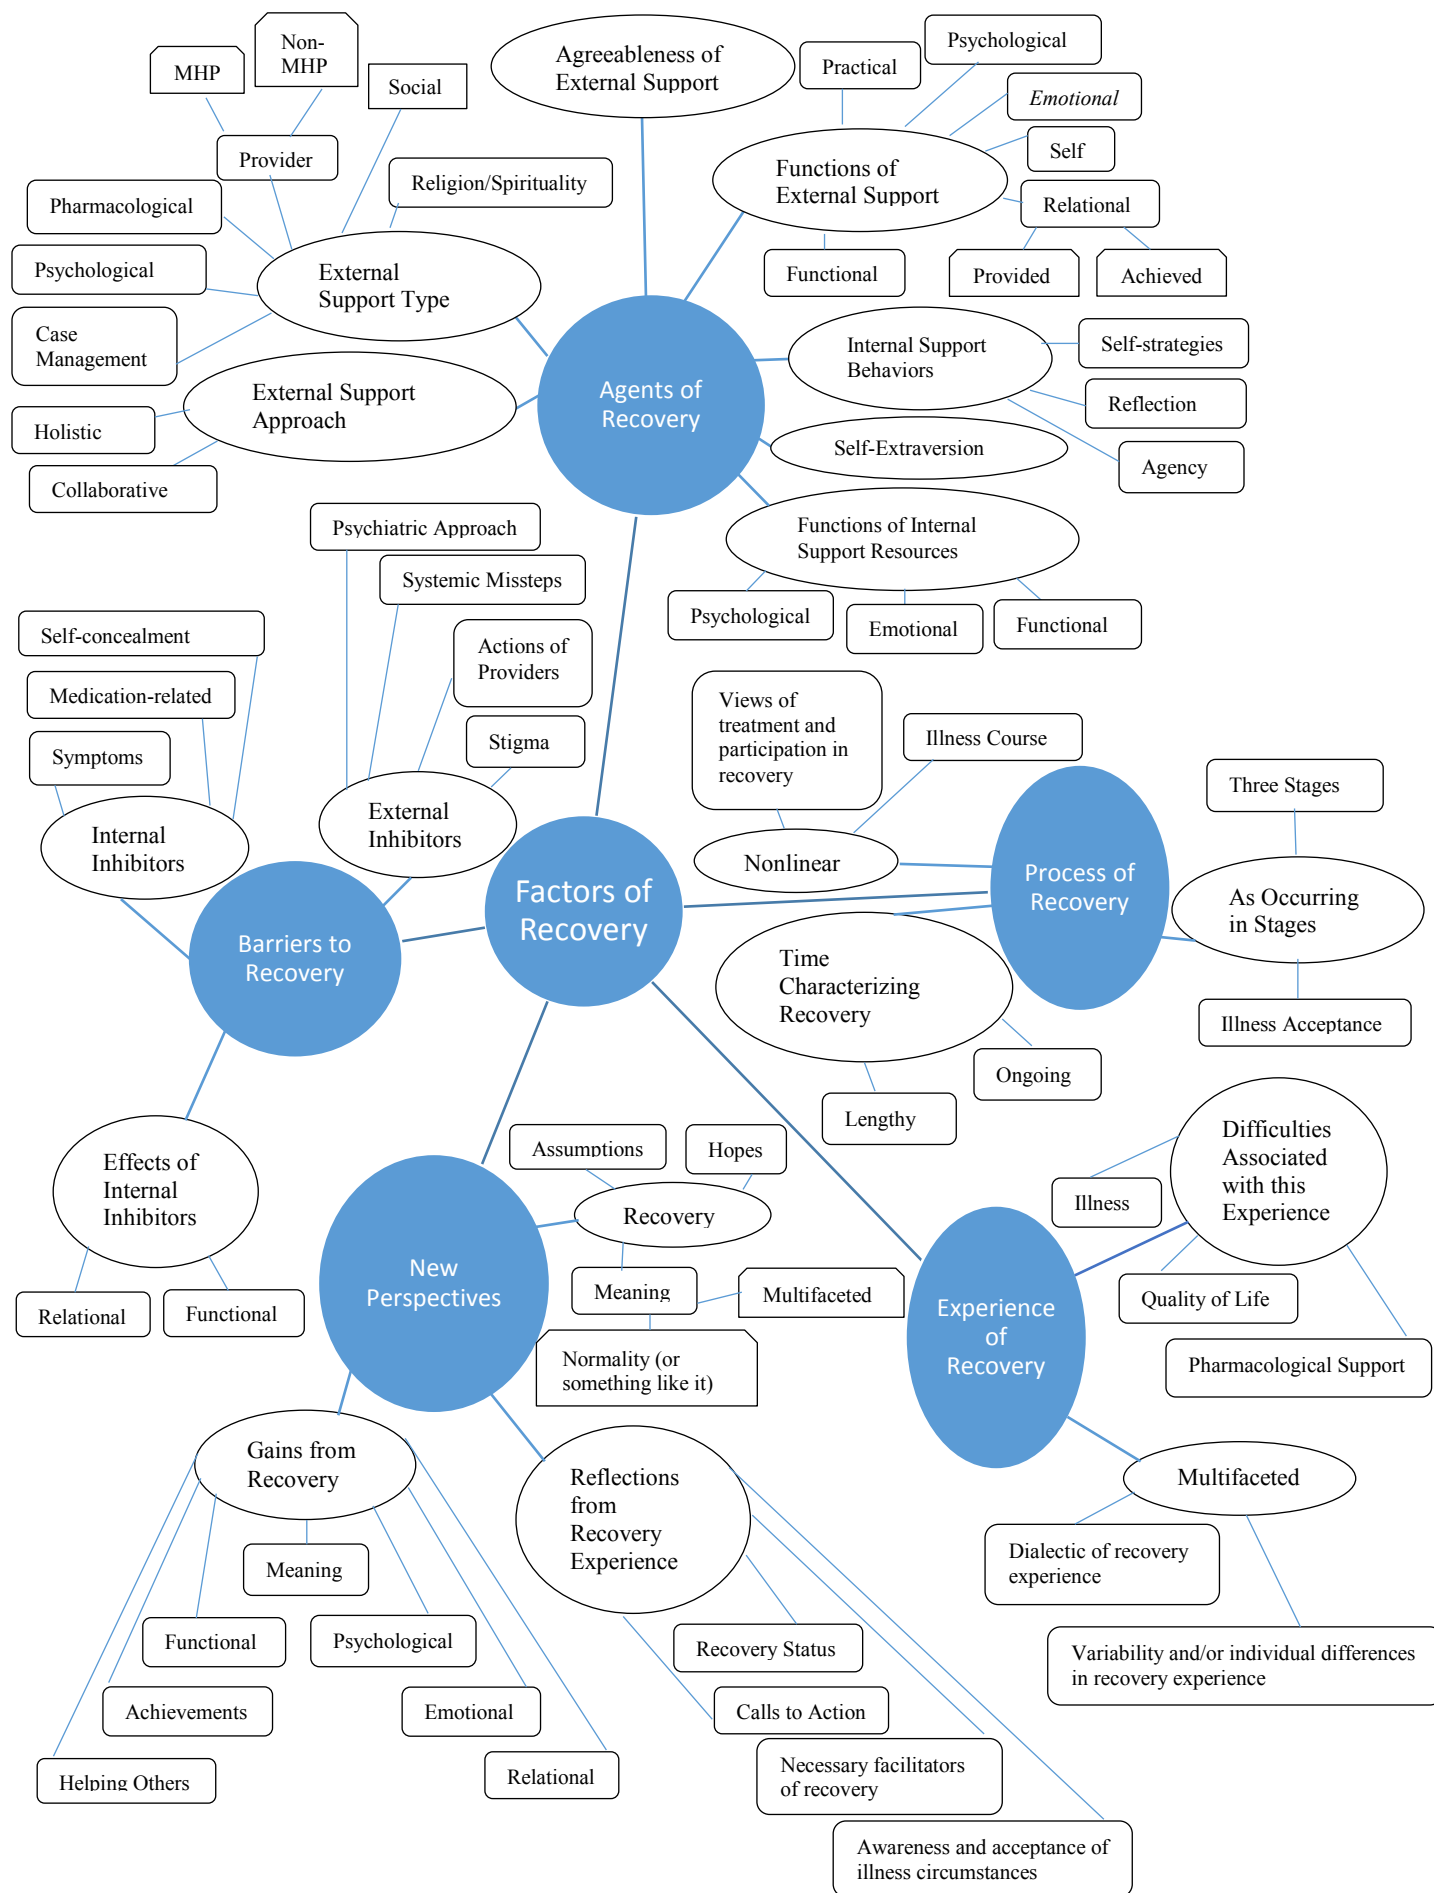 Non-
MHP
MHP
Social
Provider
Religion/Spirituality
Pharmacological
Psychological
Case
Management
External
Support Type
External Support
Approach
Holistic
Collaborative
Agreeableness of
External Support
Practical
Psychological
Emotional
Self
Functions of
External Support
Relational
Functional
Provided
Achieved
Agents of
Recovery
Internal Support
Behaviors
Self-strategies
Reflection
Agency
Self-Extraversion
Functions of Internal
Support Resources
Psychological
Emotional
Functional
Psychiatric Approach
Systemic Missteps
Actions of
Providers
Stigma
Self-concealment
Medication-related
Symptoms
Internal
Inhibitors
External
Inhibitors
Barriers to
Recovery
Factors of
Recovery
Views of
treatment and
participation in
recovery
Illness Course
Nonlinear
Process of
Recovery
Three Stages
As Occurring
in Stages
Illness Acceptance
Time
Characterizing
Recovery
Ongoing
Lengthy
Effects of
Internal
Inhibitors
Relational
Functional
Assumptions
Hopes
Recovery
Meaning
Multifaceted
Normality (or
something like it)
New
Perspectives
Difficulties
Associated
with this
Experience
Illness
Quality of Life
Pharmacological Support
Experience
of
Recovery
Multifaceted
Dialectic of recovery
experience
Variability and/or individual differences
in recovery experience
Gains from
Recovery
Meaning
Functional
Psychological
Achievements
Emotional
Helping Others
Relational
Reflections
from
Recovery
Experience
Recovery Status
Calls to Action
Necessary facilitators
of recovery
Awareness and acceptance of
illness circumstances